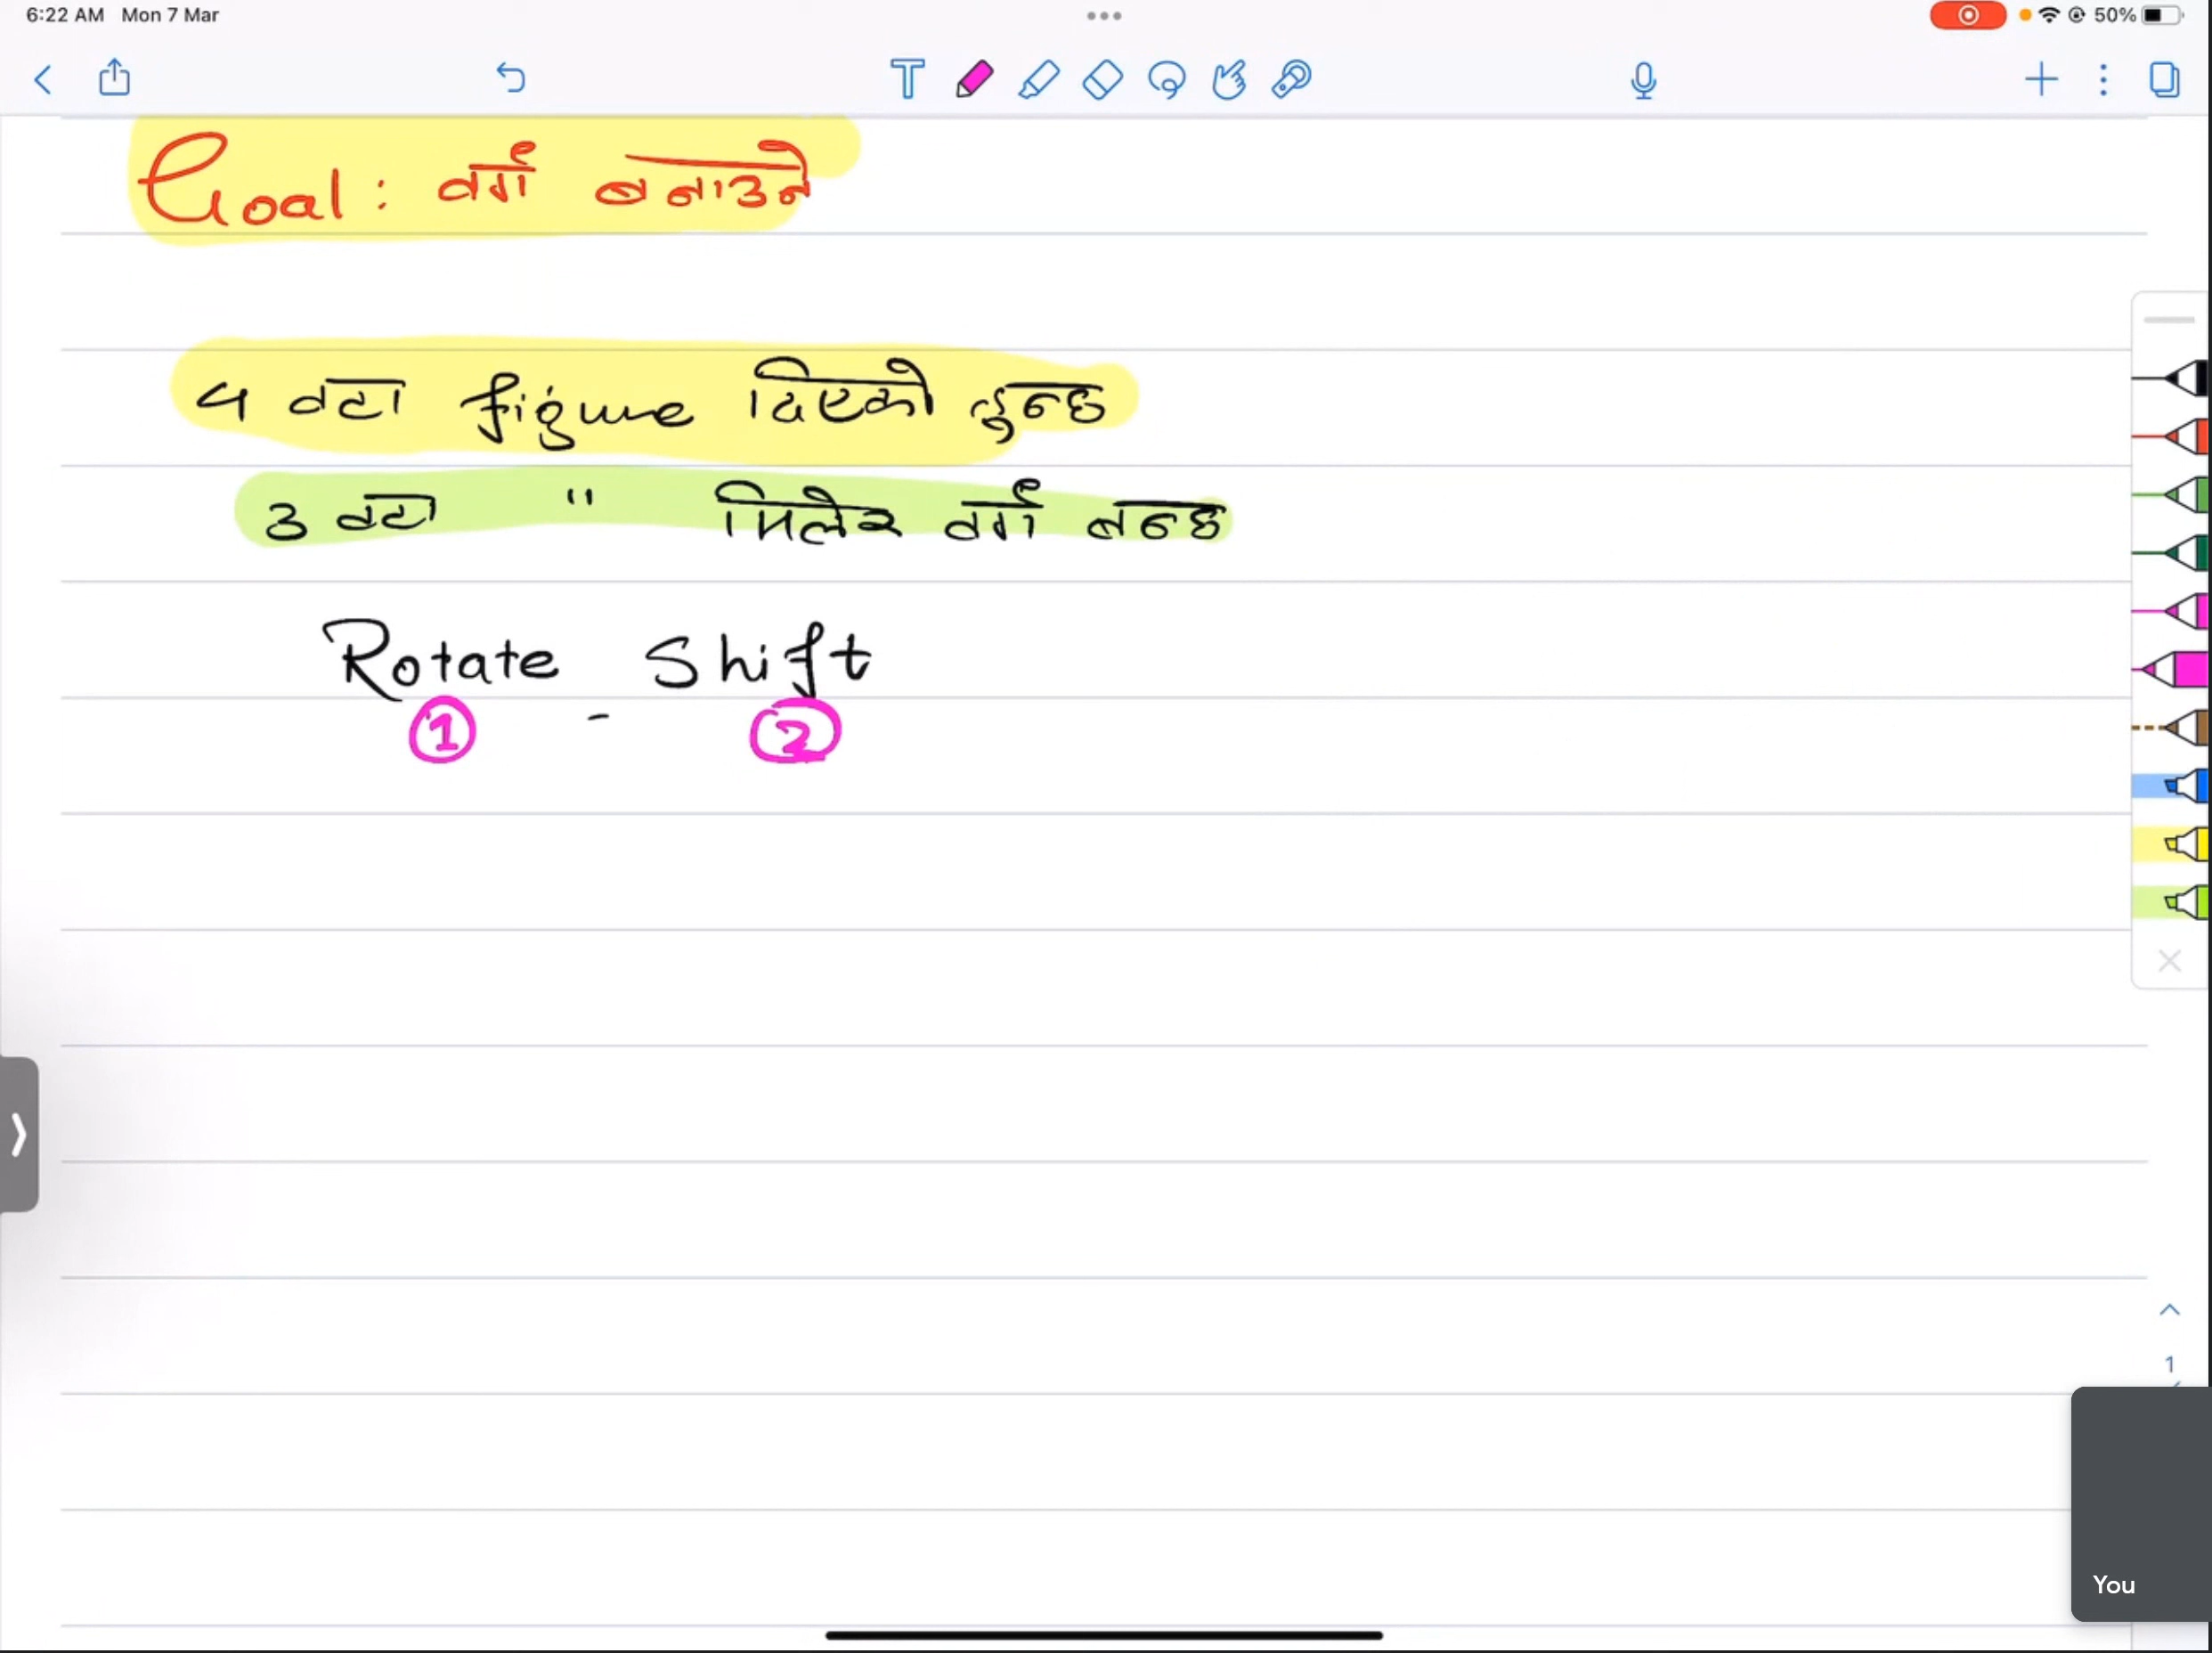 6:22 AM Mon 7 Mar
50%
Goal: वर्ग बनाउने
4 वटा figure दिएको हुन्छ
3 वटा " मिलेर वर्ग बन्छ
Rotate Shift
① - ②
1
You